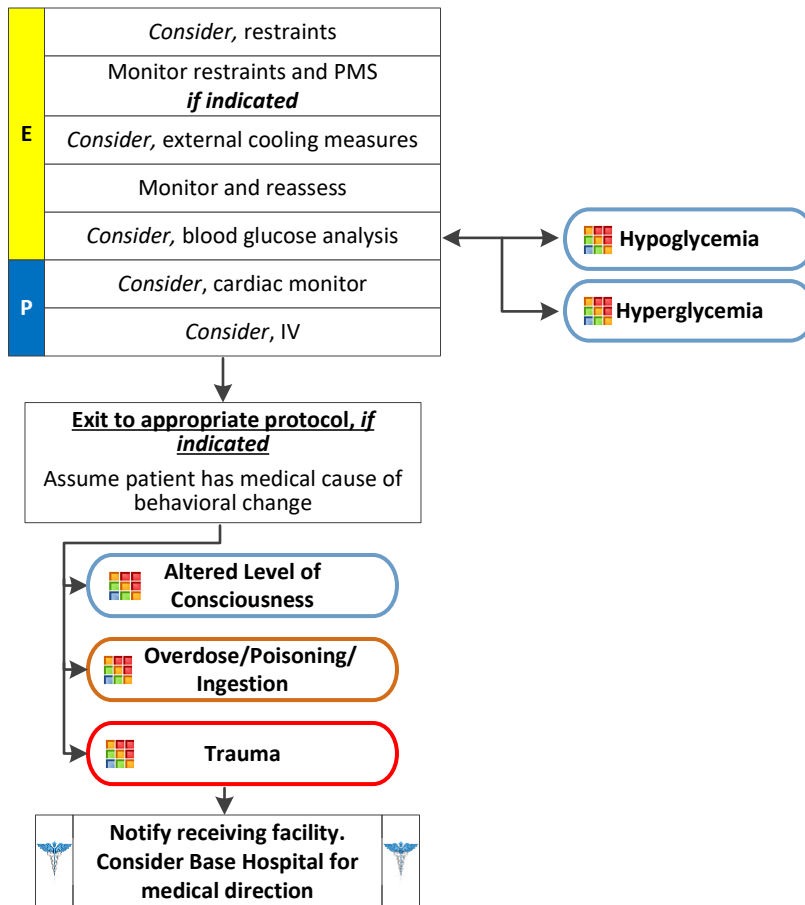 E
Consider, restraints
Monitor restraints and PMS
if indicated
Consider, external cooling measures
Monitor and reassess
Consider, blood glucose analysis
Hypoglycemia
Hyperglycemia
P
Consider, cardiac monitor
Consider, IV
Exit to appropriate protocol, if
indicated
Assume patient has medical cause of
behavioral change
Altered Level of
Consciousness
Overdose/Poisoning/
Ingestion
Trauma
Notify receiving facility.
Consider Base Hospital for
medical direction